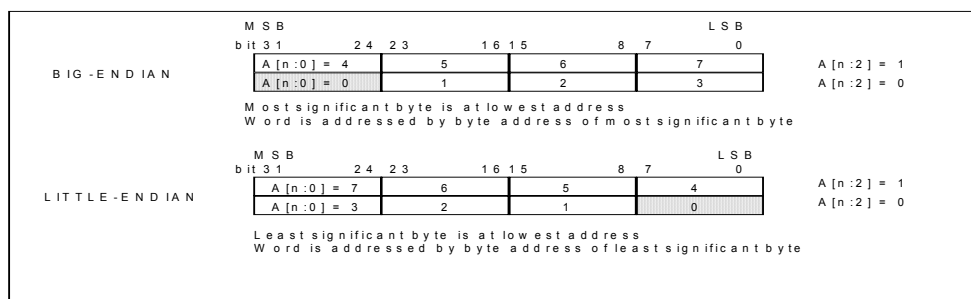 MSB LSB
bit 31 24 23 16 15 8 7 0
BIG-ENDIAN
A[n:0] = 4 5 6 7 A[n:2] = 1
A[n:0] = 0 1 2 3 A[n:2] = 0
Most significant byte is at lowest address
Word is addressed by byte address of most significant byte
MSB LSB
bit 31 24 23 16 15 8 7 0
LITTLE-ENDIAN
A[n:0] = 7 6 5 4 A[n:2] = 1
A[n:0] = 3 2 1 0 A[n:2] = 0
Least significant byte is at lowest address
Word is addressed by byte address of least significant byte